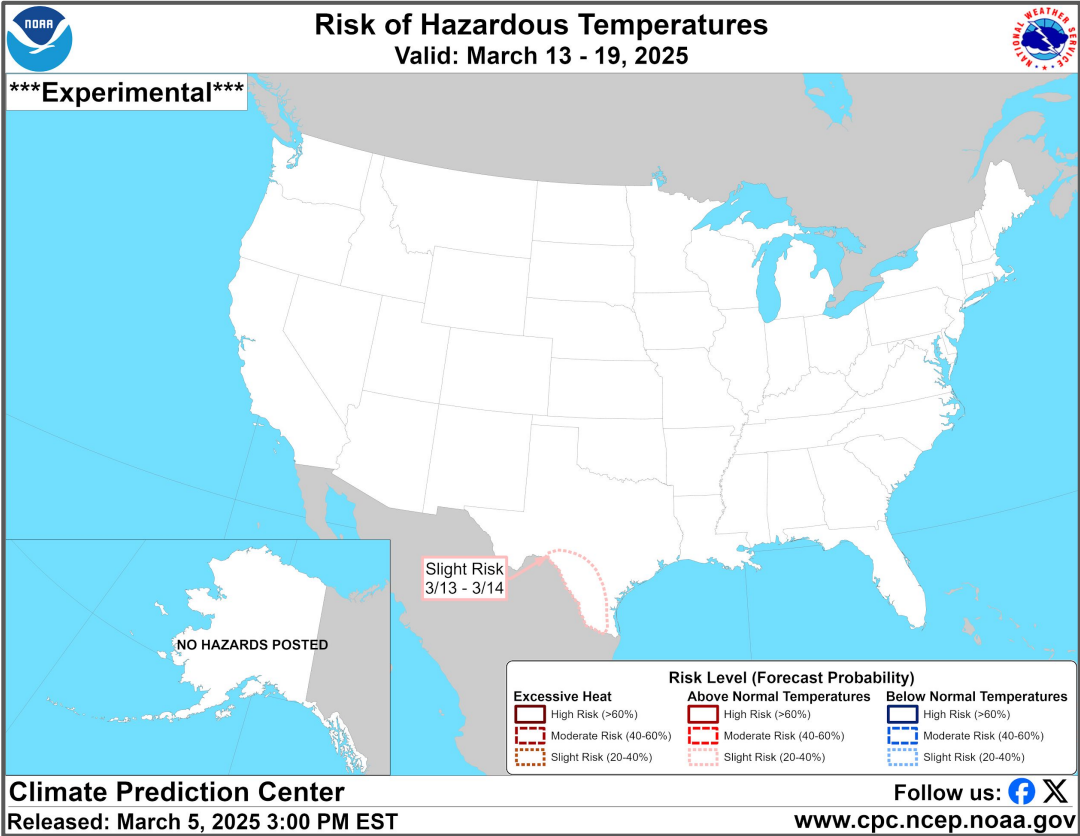 NOAA
Risk of Hazardous Temperatures
Valid: March 13 - 19, 2025
NATIONAL WEATHER SERVICE
***Experimental***
Slight Risk
3/13 - 3/14
NO HAZARDS POSTED
Risk Level (Forecast Probability)
Excessive Heat
High Risk (>60%)
Moderate Risk (40-60%)
Slight Risk (20-40%)
Above Normal Temperatures
High Risk (>60%)
Moderate Risk (40-60%)
Slight Risk (20-40%)
Below Normal Temperatures
High Risk (>60%)
Moderate Risk (40-60%)
Slight Risk (20-40%)
Climate Prediction Center
Follow us:
Released: March 5, 2025 3:00 PM EST
www.cpc.ncep.noaa.gov